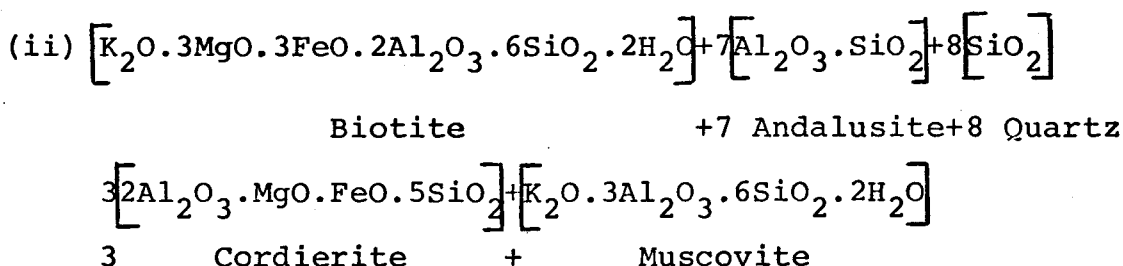 (ii) [K₂O.3MgO.3FeO.2Al₂O₃.6SiO₂.2H₂O]+7[Al₂O₃.SiO₂]+8[SiO₂]
Biotite +7 Andalusite+8 Quartz
3[2Al₂O₃.MgO.FeO.5SiO₂]+[K₂O.3Al₂O₃.6SiO₂.2H₂O]
3 Cordierite + Muscovite